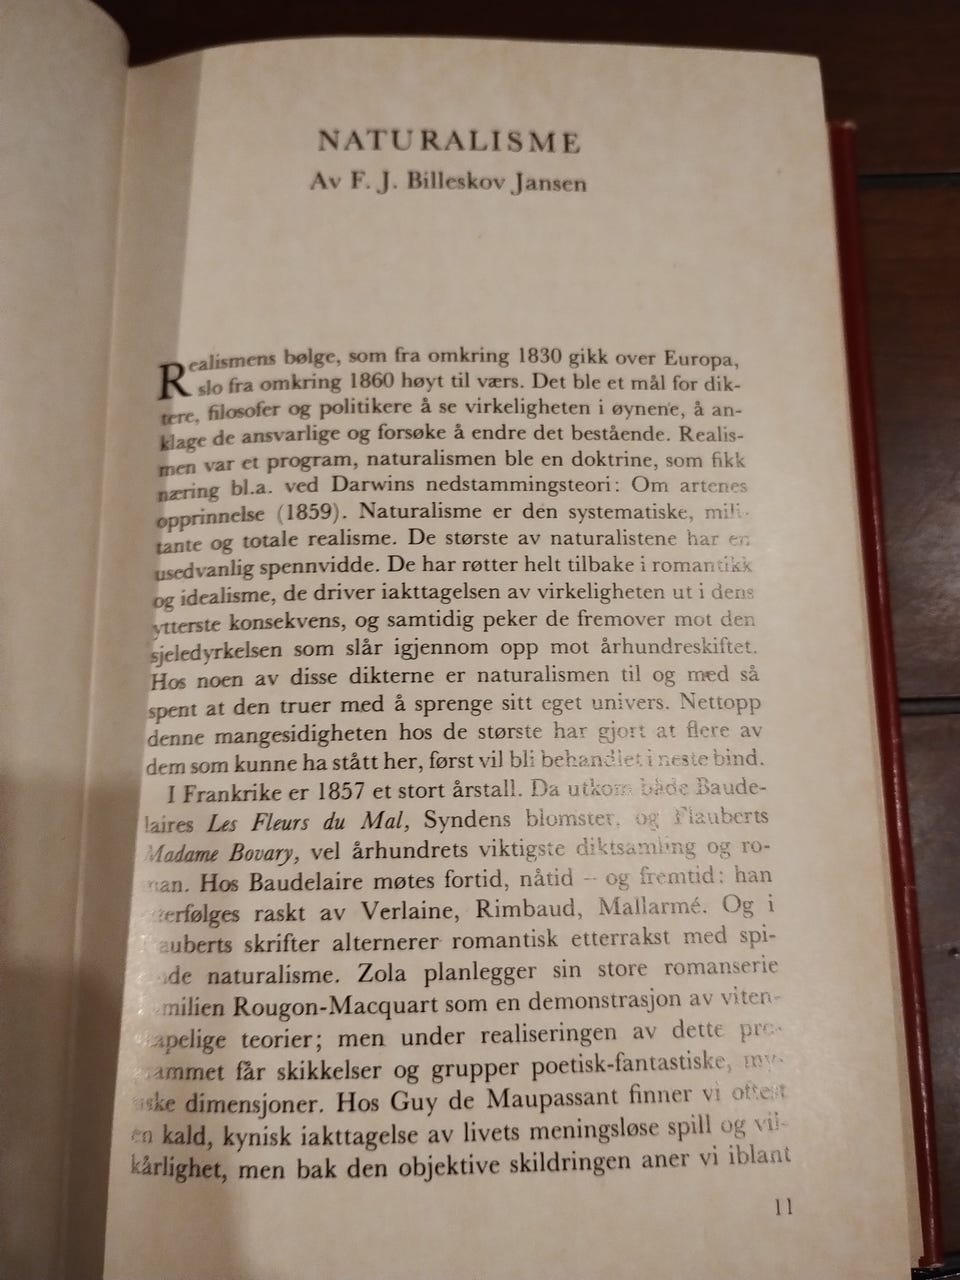 NATURALISME
Av F. J. Billeskov Jansen
Realismens bølge, som fra omkring 1830 gikk over Europa,
slo fra omkring 1860 høyt til værs. Det ble et mål for dik-
tere, filosofer og politikere å se virkeligheten i øynene, å an-
klage de ansvarlige og forsøke å endre det bestående. Realis-
men var et program, naturalismen ble en doktrine, som fikk
næring bl.a. ved Darwins nedstammingsteori: Om artenes
opprinnelse (1859). Naturalisme er den systematiske, mili-
tante og totale realisme. De største av naturalistene har en
usedvanlig spennvidde. De har røtter helt tilbake i romantikk
og idealisme, de driver iakttagelsen av virkeligheten ut i dens
ytterste konsekvens, og samtidig peker de fremover mot den
sjeledyrkelsen som slår igjennom opp mot århundreskiftet.
Hos noen av disse dikterne er naturalismen til og med så
spent at den truer med å sprenge sitt eget univers. Nettopp
denne mangesidigheten hos de største har gjort at flere av
dem som kunne ha stått her, først vil bli behandlet i neste bind.
I Frankrike er 1857 et stort årstall. Da utkom både Baude-
laires Les Fleurs du Mal, Syndens blomster, og Flauberts
Madame Bovary, vel århundrets viktigste diktsamling og ro-
man. Hos Baudelaire møtes fortid, nåtid – og fremtid: han
etterfølges raskt av Verlaine, Rimbaud, Mallarmé. Og i
Flauberts skrifter alternerer romantisk etterrakst med spi-
rende naturalisme. Zola planlegger sin store romanserie
Familien Rougon-Macquart som en demonstrasjon av viten-
skapelige teorier; men under realiseringen av dette pro-
grammet får skikkelser og grupper poetisk-fantastiske, my-
tiske dimensjoner. Hos Guy de Maupassant finner vi oftest
en kald, kynisk iakttagelse av livets meningsløse spill og vil-
kårlighet, men bak den objektive skildringen aner vi iblant
11